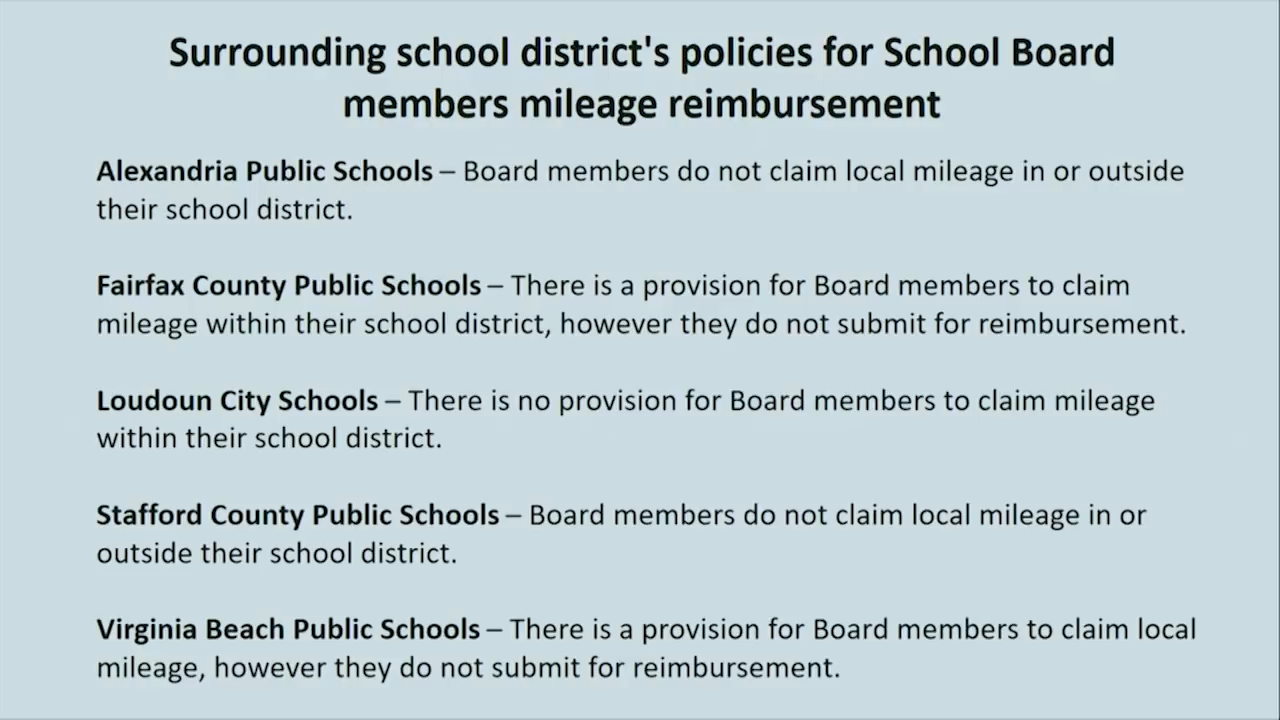 Surrounding school district's policies for School Board
members mileage reimbursement
Alexandria Public Schools – Board members do not claim local mileage in or outside
their school district.
Fairfax County Public Schools – There is a provision for Board members to claim
mileage within their school district, however they do not submit for reimbursement.
Loudoun City Schools – There is no provision for Board members to claim mileage
within their school district.
Stafford County Public Schools – Board members do not claim local mileage in or
outside their school district.
Virginia Beach Public Schools – There is a provision for Board members to claim local
mileage, however they do not submit for reimbursement.